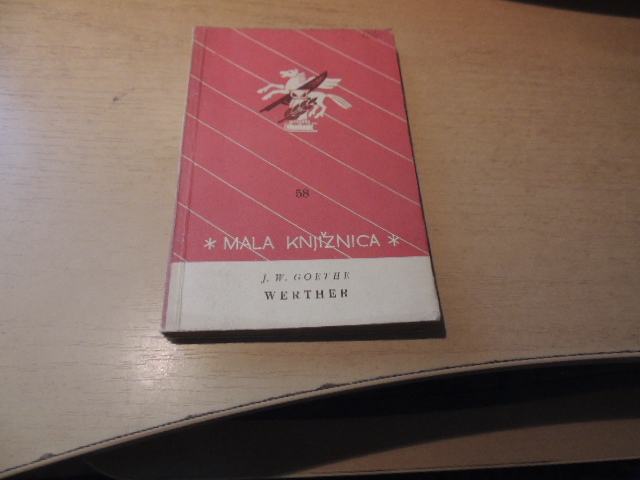 58
* MALA KNJIŽNICA *
J. W. GOETHE
WERTHER